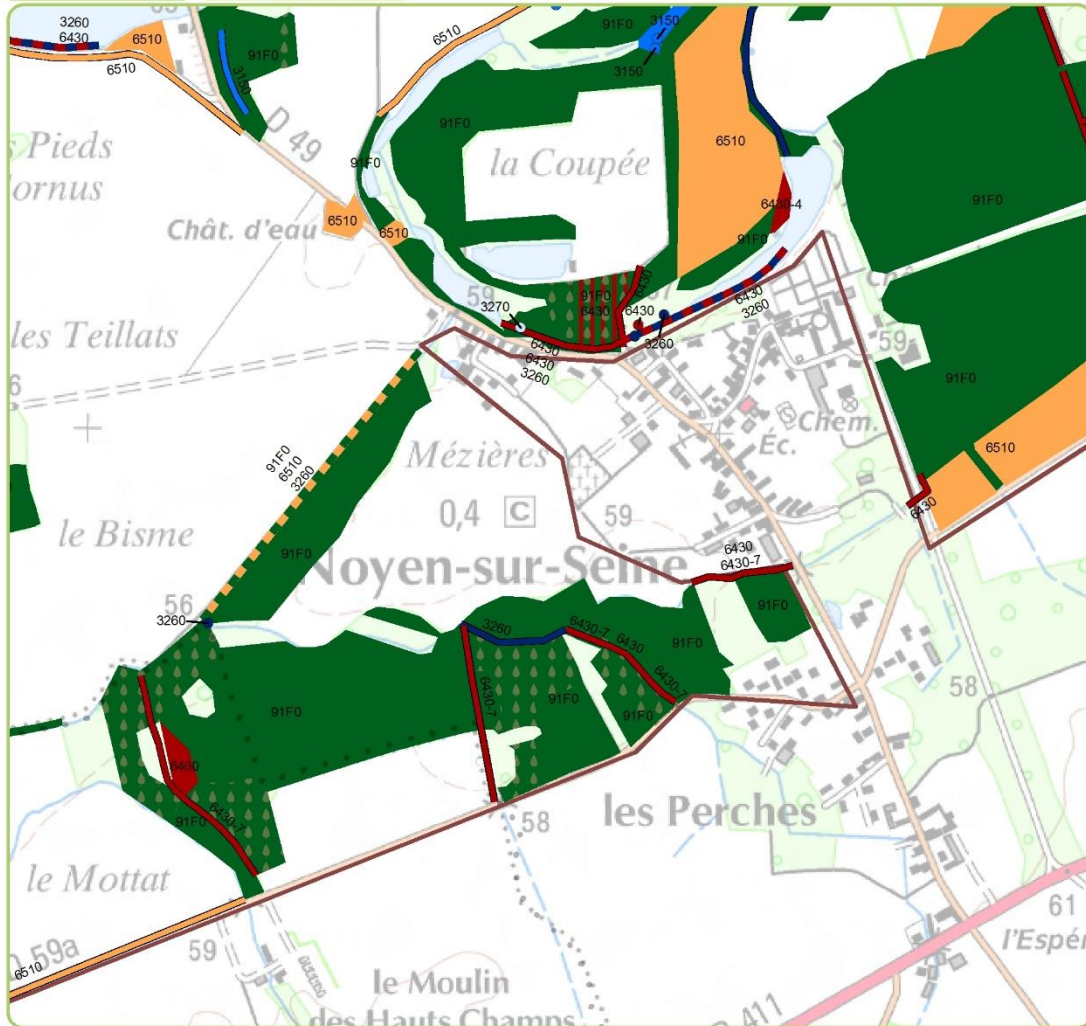 3260
6430
6510
6510
91F0
3150
6510
91F0
3150
3150
D 49
s Pieds
ornus
91F0
91F0
la Coupée
6510
91F0
6510
Chât. d'eau
6510
6430-4
91F0
59
3270
91F0
6430
6430
6430
6430
3260
3260
6430
6430
3260
les Teillats
59
91F0
6510
Mézières
Chem.
Éc.
91F0
6510
3260
0,4
C
59
6430
le Bisme
91F0
Noyen-sur-Seine
6430
6430-7
56
3260
91F0
3260
6430-7
6430
91F0
6430-7
58
91F0
6430-7
91F0
91F0
6430
6430-7
91F0
58
les Perches
le Mottat
61
l'Espér
59a
59
6510
le Moulin
des Hauts Champs
D 411